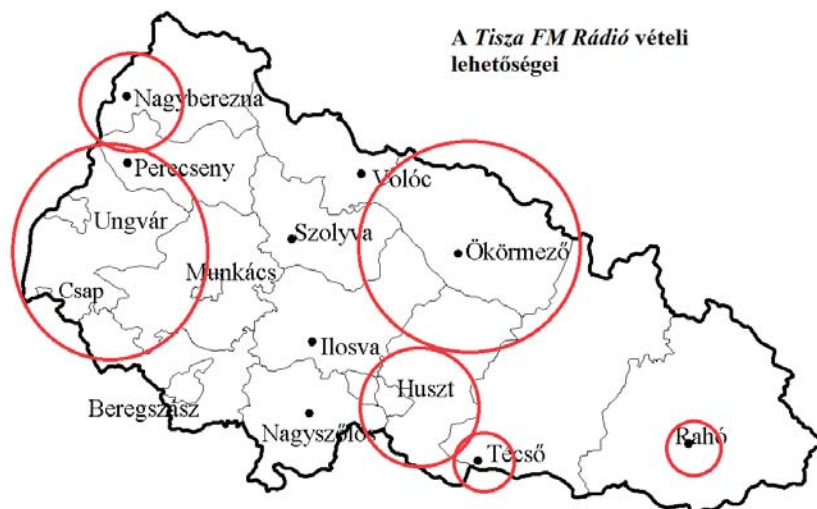 A Tisza FM Rádió vételi
lehetőségei
Nagyberezna
Perecseny
Volóc
Ungvár
Szolyva
Ökörmező
Munkács
Csap
Ilosva
Huszt
Beregszász
Nagyszőlős
Técső
Rahó